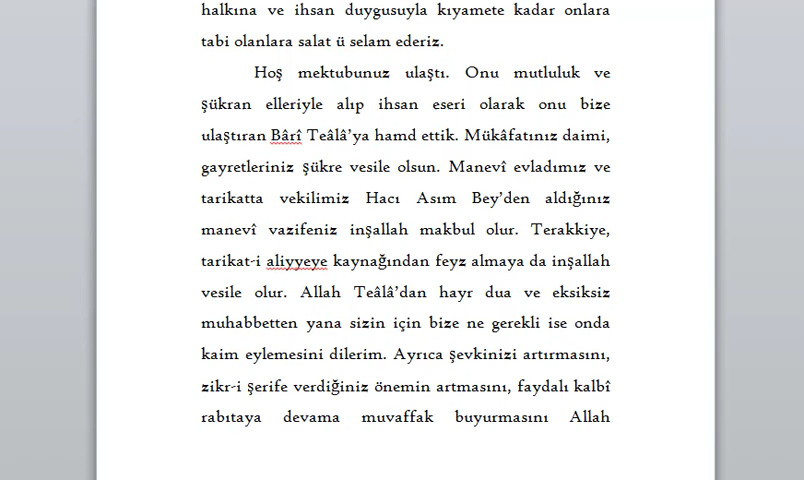 halkına ve ihsan duygusuyla kıyamete kadar onlara
tabi olanlara salat ü selam ederiz.
Hoş mektubunuz ulaştı. Onu mutluluk ve
şükran elleriyle alıp ihsan eseri olarak onu bize
ulaştıran Bârî Teâlâ’ya hamd ettik. Mükâfatınız daimi,
gayretleriniz şükre vesile olsun. Manevî evladımız ve
tarikatta vekilimiz Hacı Asım Bey’den aldığınız
manevî vazifeniz inşallah makbul olur. Terakkiye,
tarikat-i aliyyeye kaynağından feyz almaya da inşallah
vesile olur. Allah Teâlâ’dan hayr dua ve eksiksiz
muhabbetten yana sizin için bize ne gerekli ise onda
kaim eylemesini dilerim. Ayrıca şevkinizi artırmasını,
zikr-i şerife verdiğiniz önemin artmasını, faydalı kalbî
rabıtaya devama muvaffak buyurmasını Allah